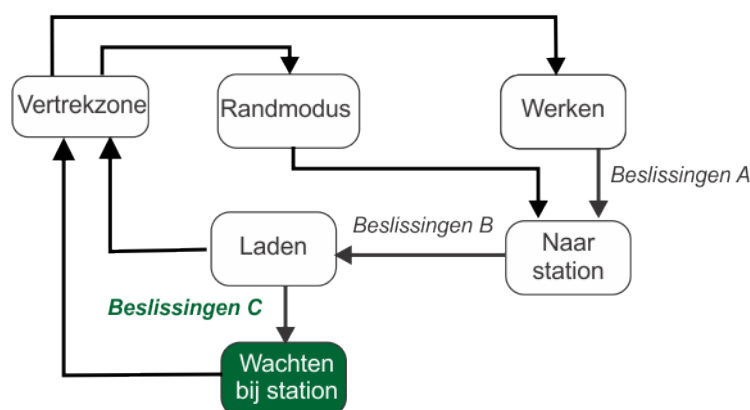 Vertrekzone
Randmodus
Werken
Beslissingen A
Beslissingen B
Laden
Naar
station
Beslissingen C
Wachten
bij station